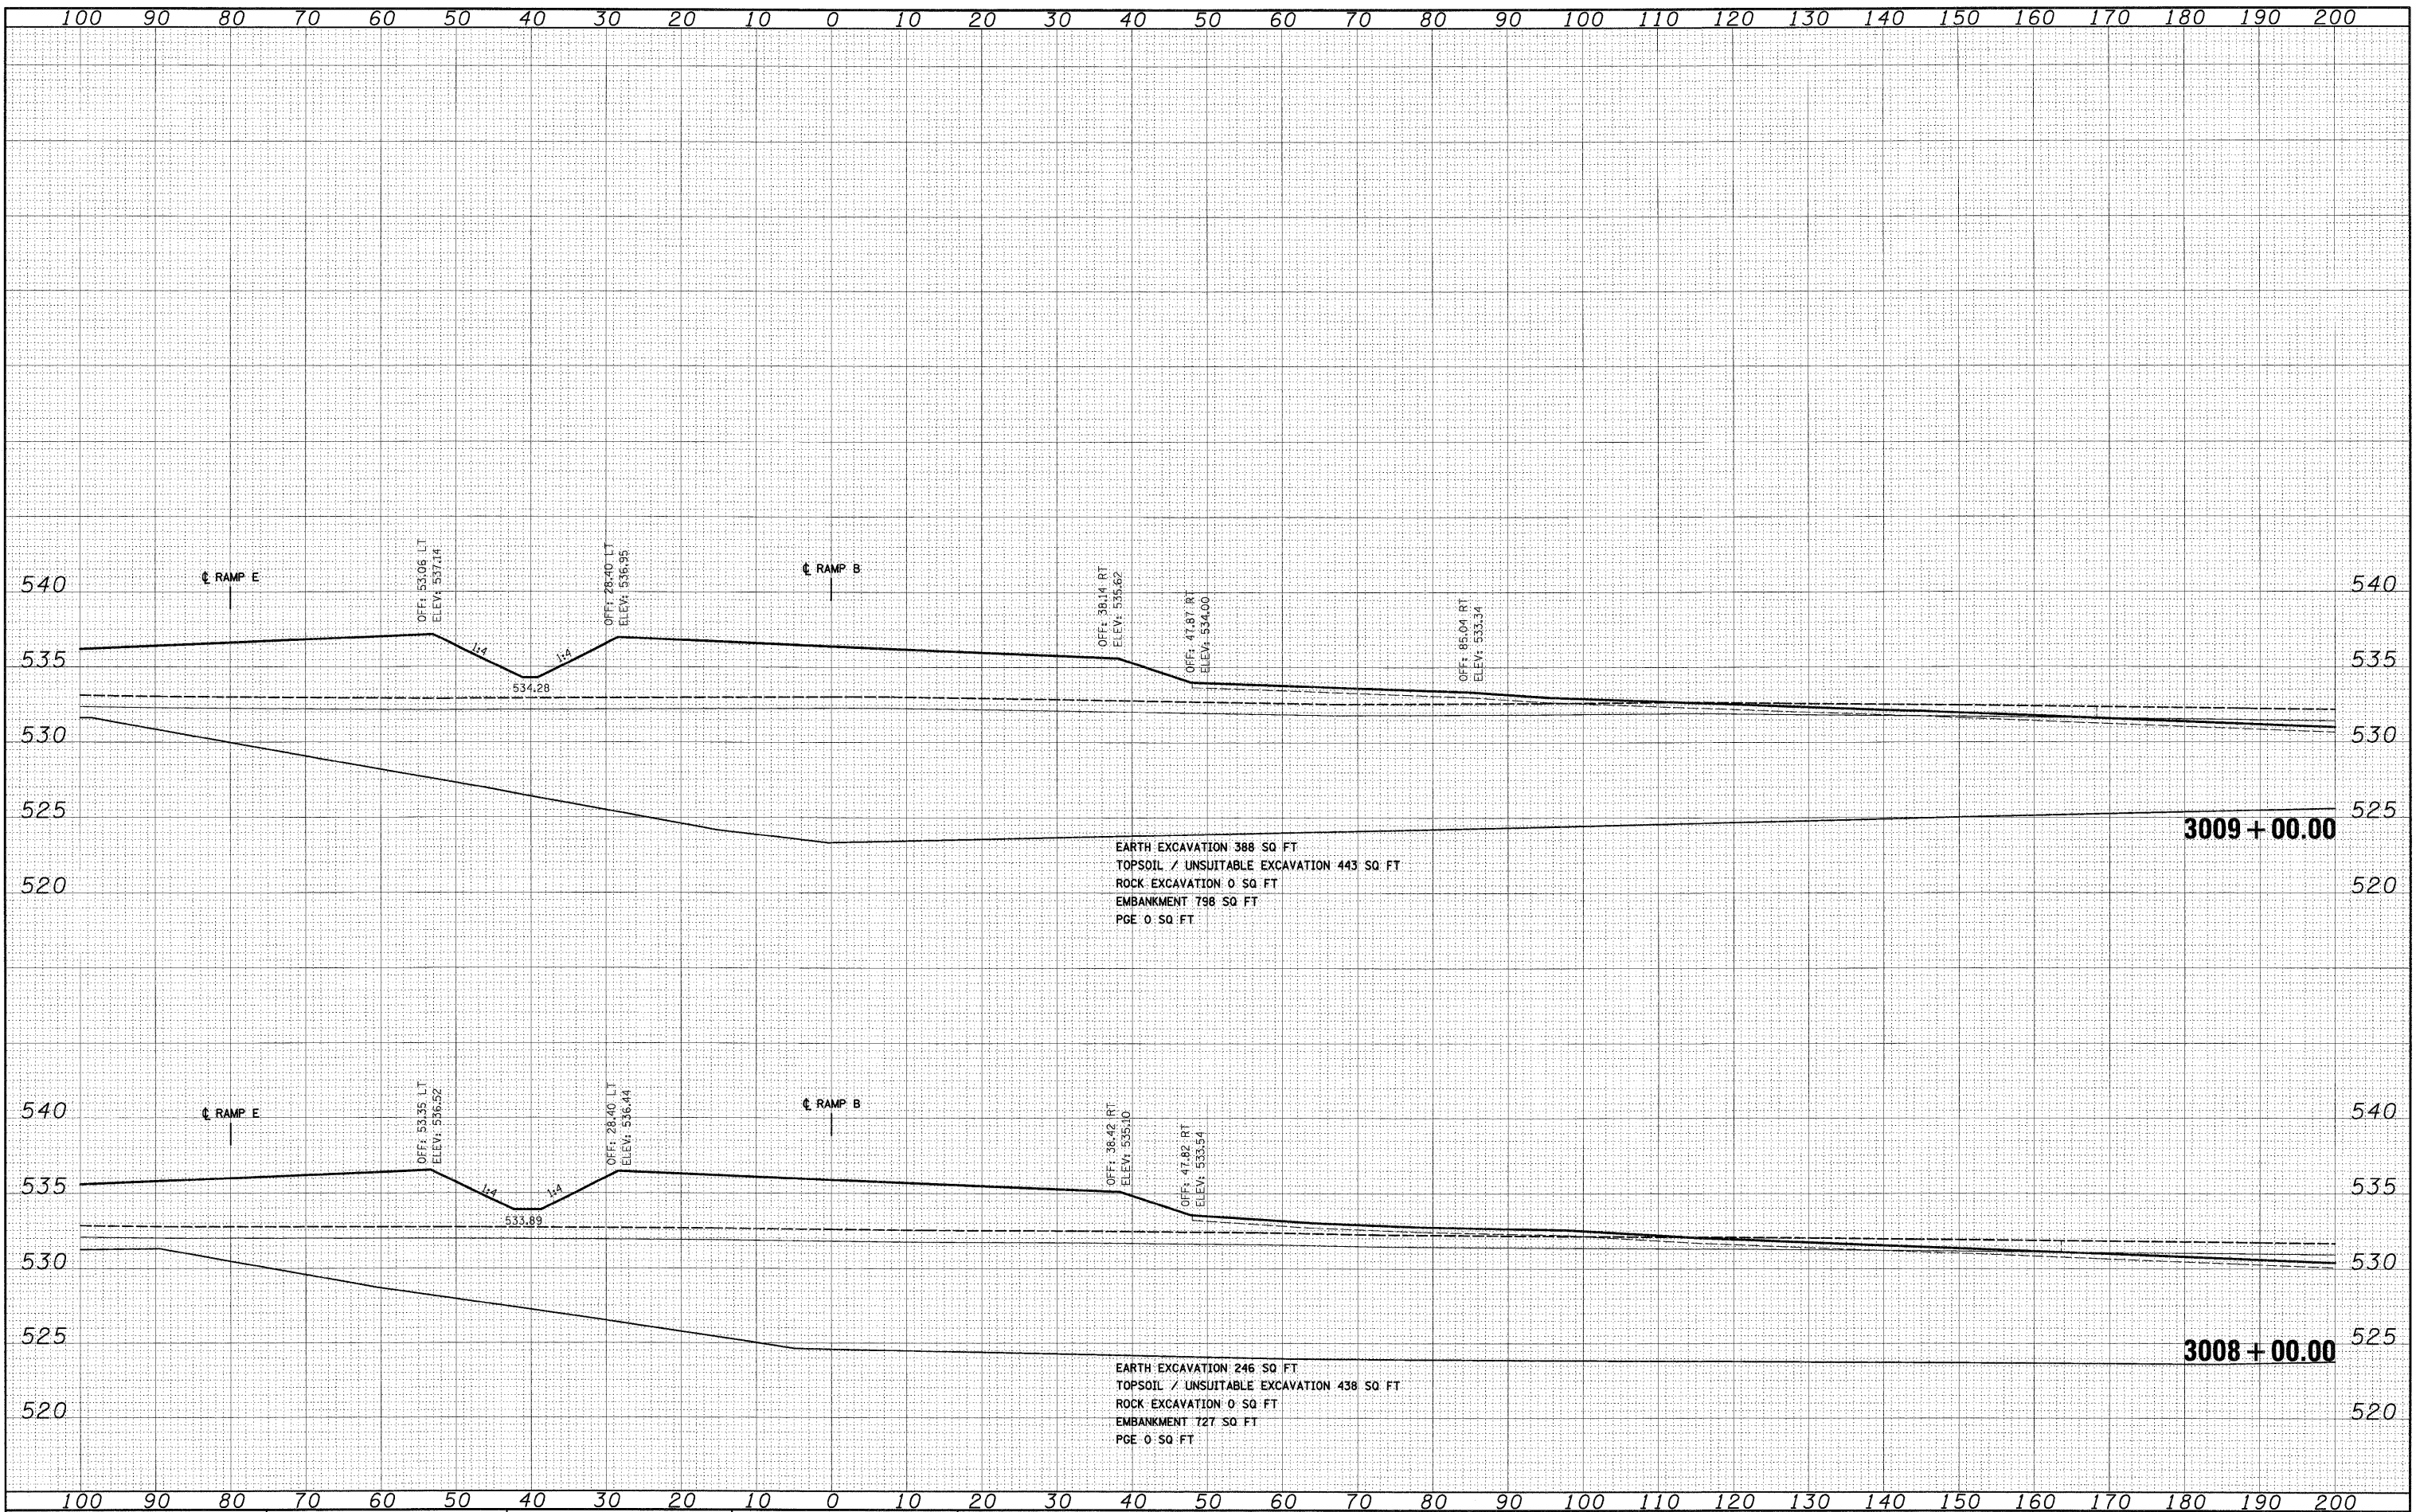 100 90 80 70 60 50 40 30 20 10 0 10 20 30 40 50 60 70 80 90 100 110 120 130 140 150 160 170 180 190 200
OFF: 53.06 LT
ELEV: 537.14
OFF: 28.40 LT
ELEV: 536.95
OFF: 38.14 RT
ELEV: 535.62
OFF: 47.87 RT
ELEV: 534.00
OFF: 85.04 RT
ELEV: 533.34
℄ RAMP E
℄ RAMP B
540 540
1:4 1:4
535 535
534.28
530 530
525 525
3009 + 00.00
EARTH EXCAVATION 388 SQ FT
TOPSOIL / UNSUITABLE EXCAVATION 443 SQ FT
ROCK EXCAVATION 0 SQ FT
EMBANKMENT 798 SQ FT
PGE 0 SQ FT
520 520
OFF: 53.35 LT
ELEV: 536.52
OFF: 28.40 LT
ELEV: 536.44
OFF: 38.42 RT
ELEV: 535.10
OFF: 47.82 RT
ELEV: 533.54
℄ RAMP E
℄ RAMP B
540 540
1:4 1:4
535 535
533.89
530 530
525 525
3008 + 00.00
EARTH EXCAVATION 246 SQ FT
TOPSOIL / UNSUITABLE EXCAVATION 438 SQ FT
ROCK EXCAVATION 0 SQ FT
EMBANKMENT 727 SQ FT
PGE 0 SQ FT
520 520
100 90 80 70 60 50 40 30 20 10 0 10 20 30 40 50 60 70 80 90 100 110 120 130 140 150 160 170 180 190 200